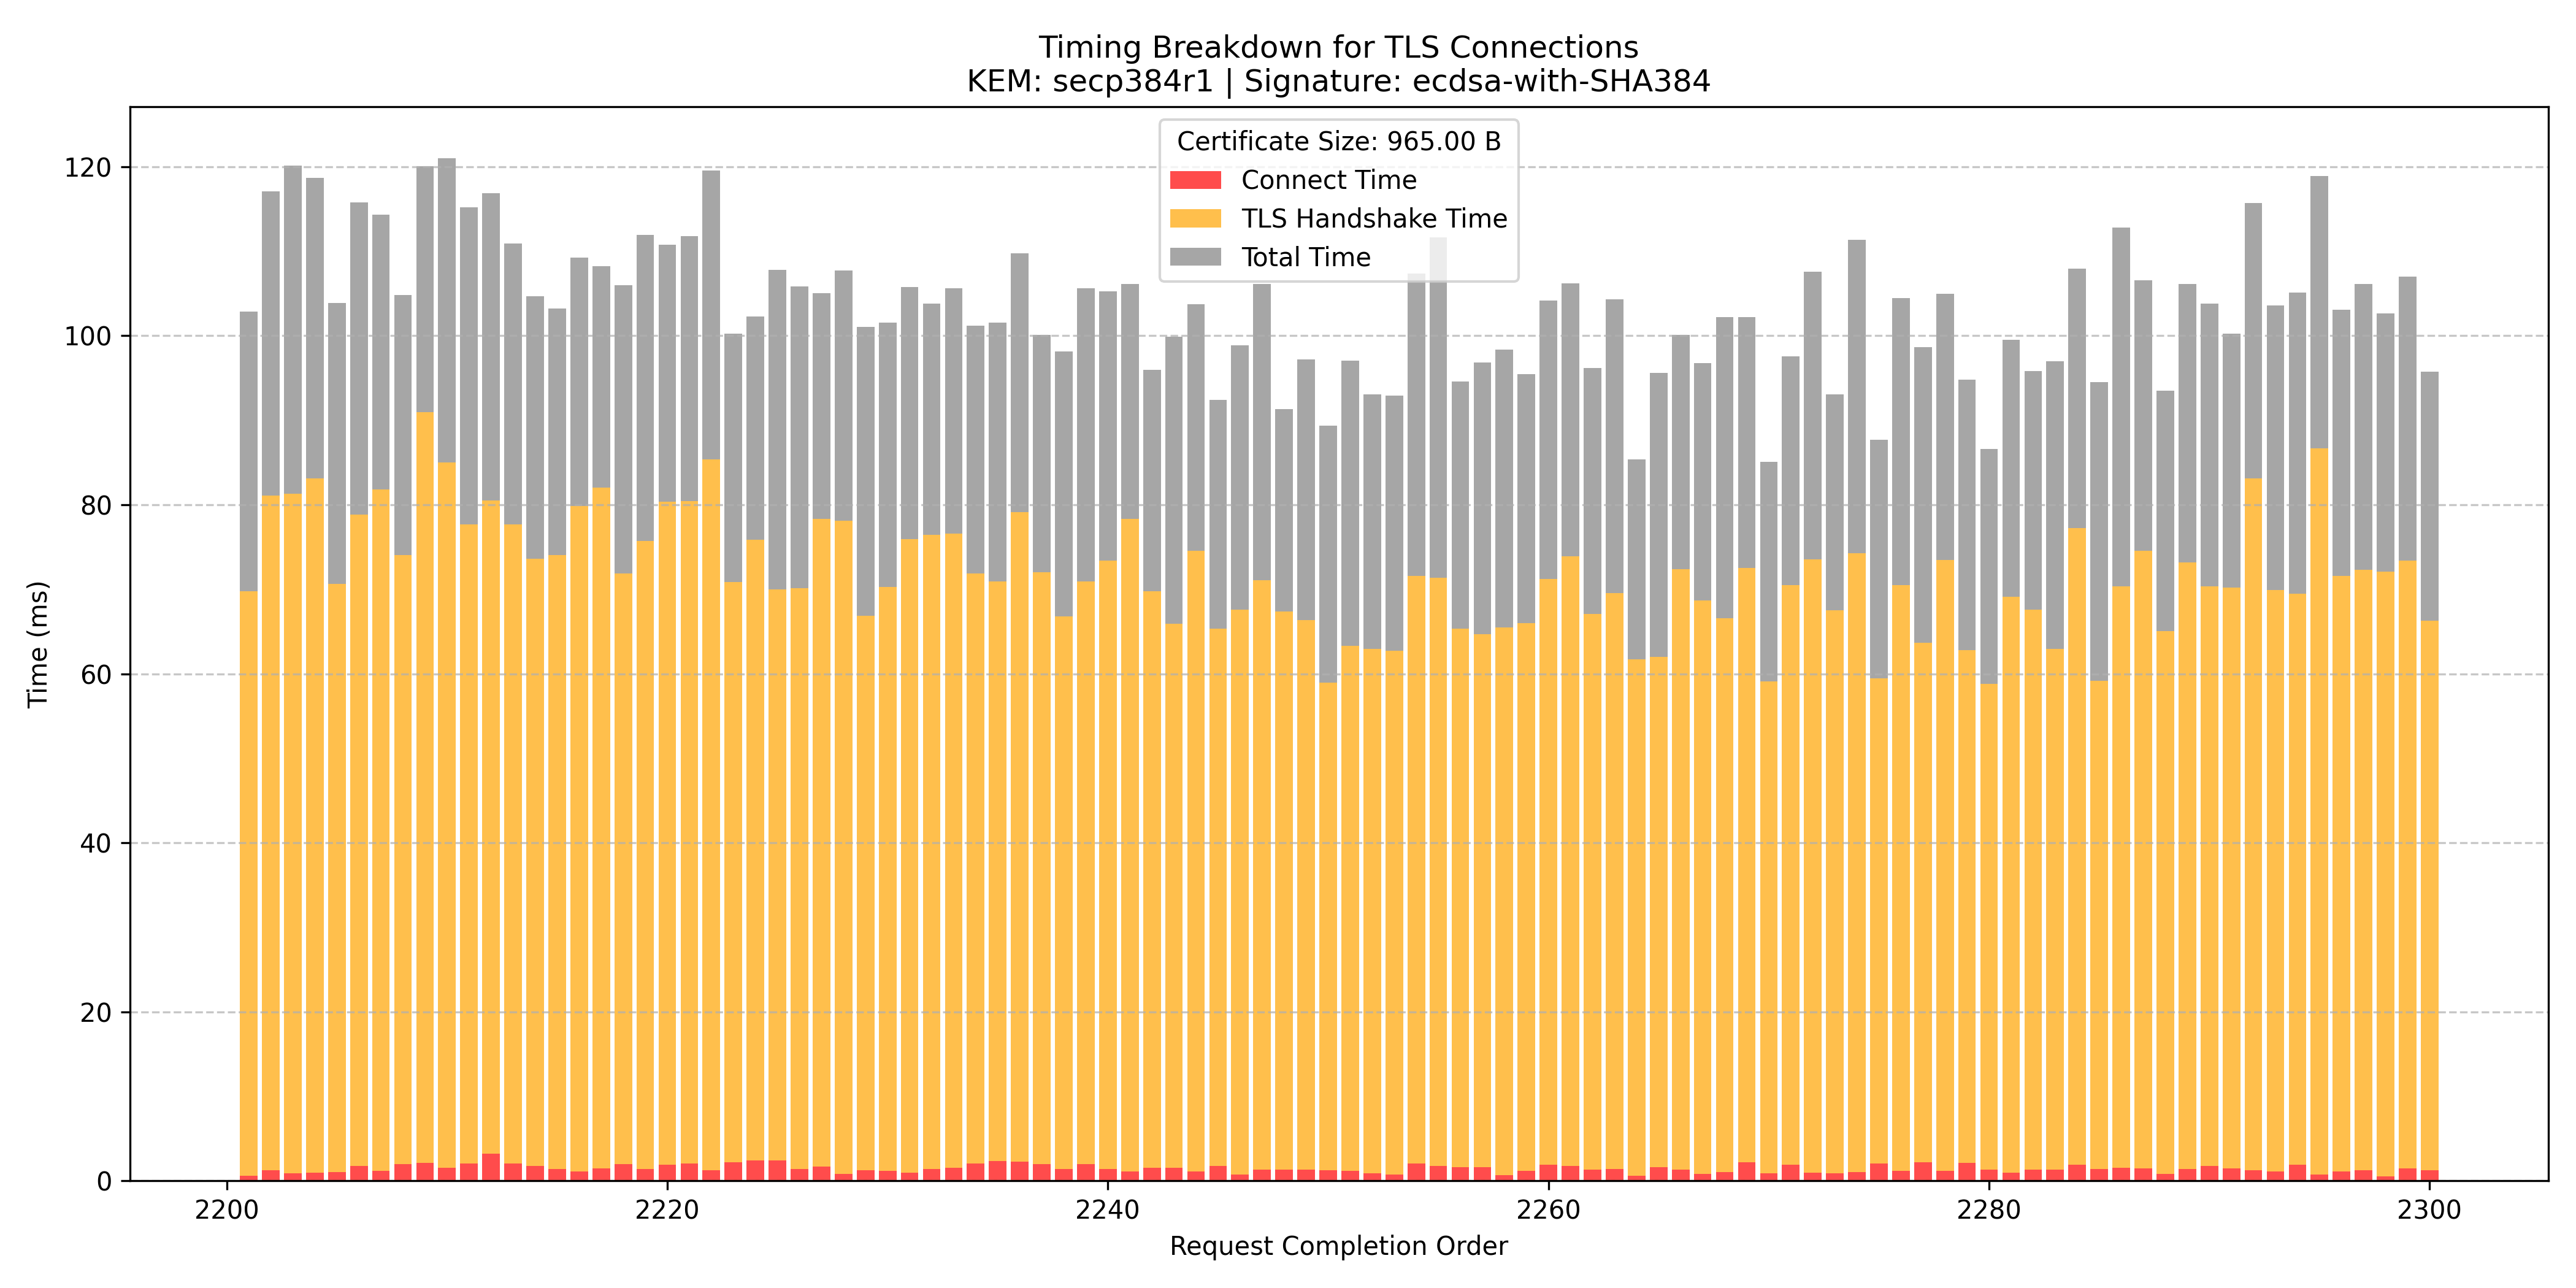 Timing Breakdown for TLS Connections
KEM: secp384r1 | Signature: ecdsa-with-SHA384
Certificate Size: 965.00 B
Connect Time
TLS Handshake Time
Total Time
Time (ms)
120
100
80
60
40
20
0
2200 2220 2240 2260 2280 2300
Request Completion Order